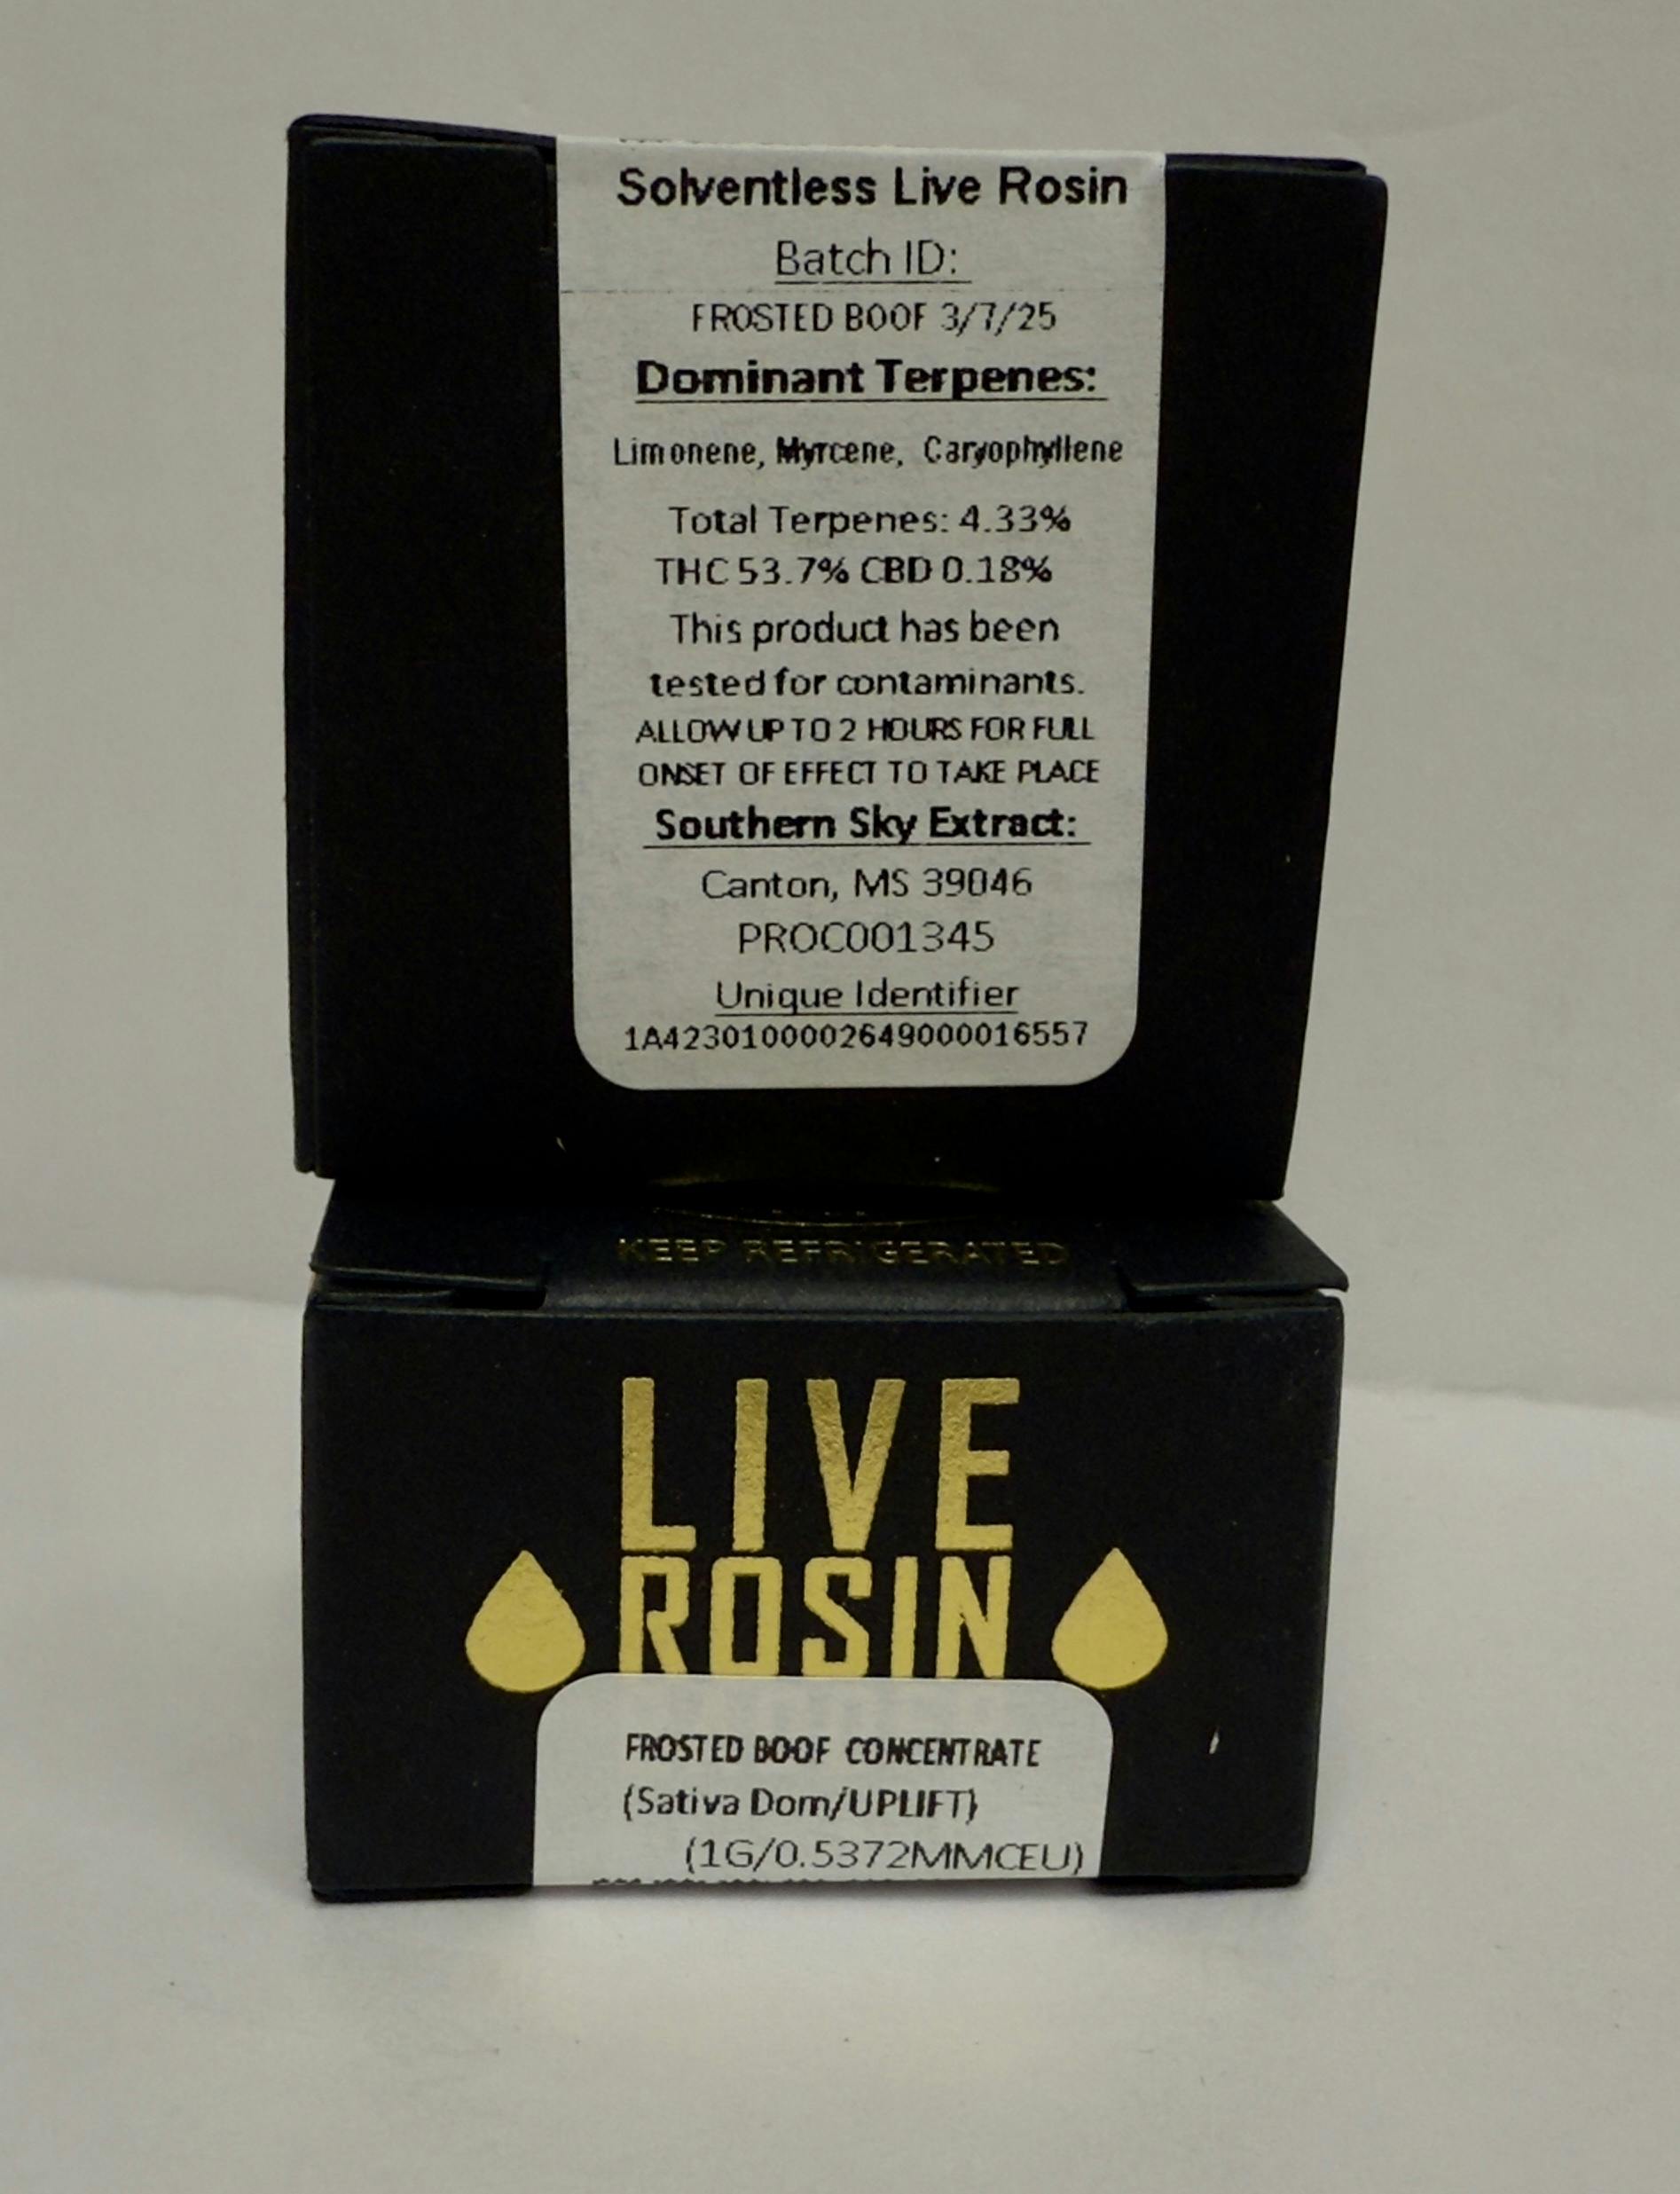 Solventless Live Rosin
Batch ID:
FROSTED BOOF 3/7/25
Dominant Terpenes:
Limonene, Myrcene, Caryophyllene
Total Terpenes: 4.33%
THC 53.7% CBD 0.18%
This product has been
tested for contaminants.
ALLOW UP TO 2 HOURS FOR FULL
ONSET OF EFFECT TO TAKE PLACE
Southern Sky Extract:
Canton, MS 39046
PROC001345
Unique Identifier
1A4230100002649000016557
KEEP REFRIGERATED
LIVE
ROSIN
FROSTED BOOF CONCENTRATE
(Sativa Dom/UPLIFT)
(1G/0.5372MMCEU)